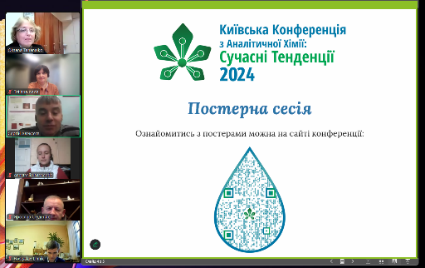 Київська Конференція
з Аналітичної Хімії:
Сучасні Тенденції
2024
Постерна сесія
Ознайомитись з постерами можна на сайті конференції: